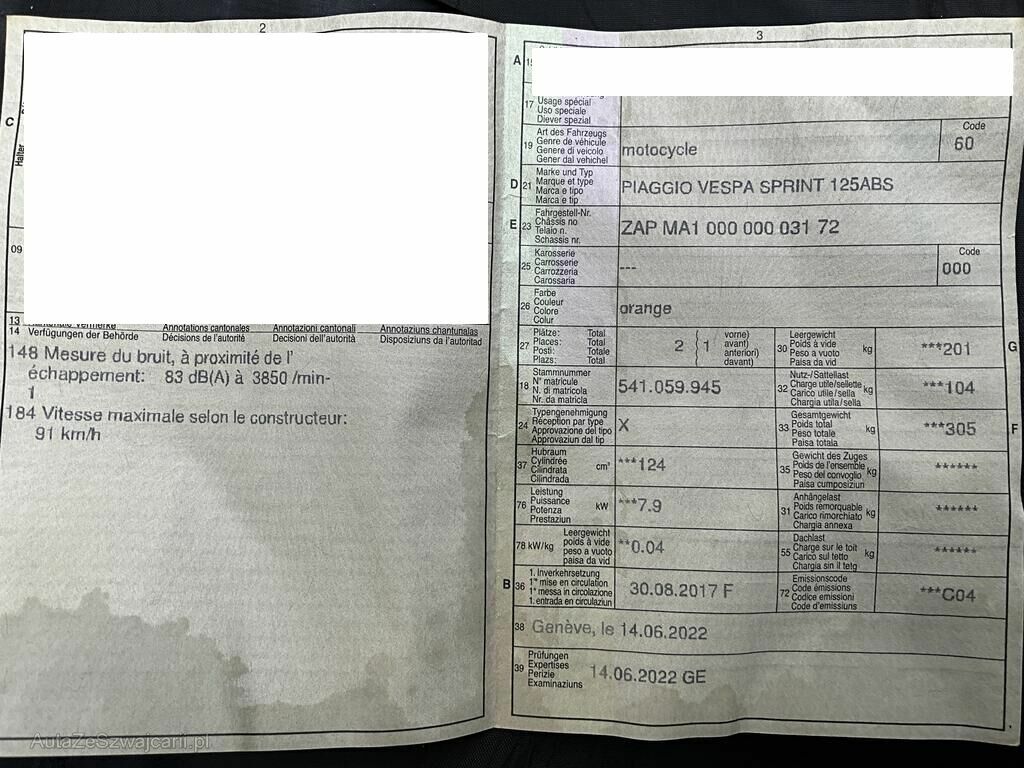 2
C
Halter
09
13
14 Verfügungen der Behörde
Annotations cantonales
Décisions de l'autorité
Annotazioni cantonali
Decisioni dell'autorità
Annotaziuns chantunalas
Disposiziuns da l'autoritad
148 Mesure du bruit, à proximité de l'
échappement: 83 dB(A) à 3850 /min-
1
184 Vitesse maximale selon le constructeur:
91 km/h
3
A 15
17 Usage spécial
Uso speciale
Diever spezial
19 Art des Fahrzeugs
Genre de véhicule
Genere di veicolo
Gener dal vehichel
motocycle
Code
60
D 21 Marke und Typ
Marque et type
Marca e tipo
Marca e tip
PIAGGIO VESPA SPRINT 125ABS
E 23 Fahrgestell-Nr.
Châssis no
Telaio n.
Schassis nr.
ZAP MA1 000 000 031 72
25 Karosserie
Carrosserie
Carrozzeria
Carossaria
---
Code
000
26 Farbe
Couleur
Colore
Colur
orange
27 Plätze: Total
Places: Total
Posti: Totale
Plazs: Total
2 { 1 vorne)
avant)
anteriori)
davant)
30 Leergewicht
Poids à vide
Peso a vuoto
Paisa da vid
kg
***201
G
18 Stammnummer
N° matricule
N. di matricola
Nr. da matricla
541.059.945
32 Nutz-/Sattellast
Charge utile/sellette
Carico utile/sella
Chargia utila/sella
kg
***104
24 Typengenehmigung
Réception par type
Approvazione del tipo
Approvaziun dal tip
X
33 Gesamtgewicht
Poids total
Peso totale
Paisa totala
kg
***305
F
37 Hubraum
Cylindrée
Cilindrata
Cilindrada
cm³
***124
35 Gewicht des Zuges
Poids de l'ensemble
Peso del convoglio
Paisa cumposiziun
kg
******
76 Leistung
Puissance
Potenza
Prestaziun
kW
***7.9
31 Anhängelast
Poids remorquable
Carico rimorchiato
Chargia annexa
kg
******
78 kW/kg Leergewicht
poids à vide
peso a vuoto
paisa da vid
**0.04
55 Dachlast
Charge sur le toit
Carico sul tetto
Chargia sin il tetg
kg
******
B 36 1. Inverkehrsetzung
1re mise en circulation
1a messa in circolazione
1. entrada en circulaziun
30.08.2017 F
72 Emissionscode
Code émissions
Codice emissioni
Code d'emissiuns
***C04
38 Genève, le 14.06.2022
39 Prüfungen
Expertises
Perizie
Examinaziuns
14.06.2022 GE
AutaZeSzwajcarii.pl